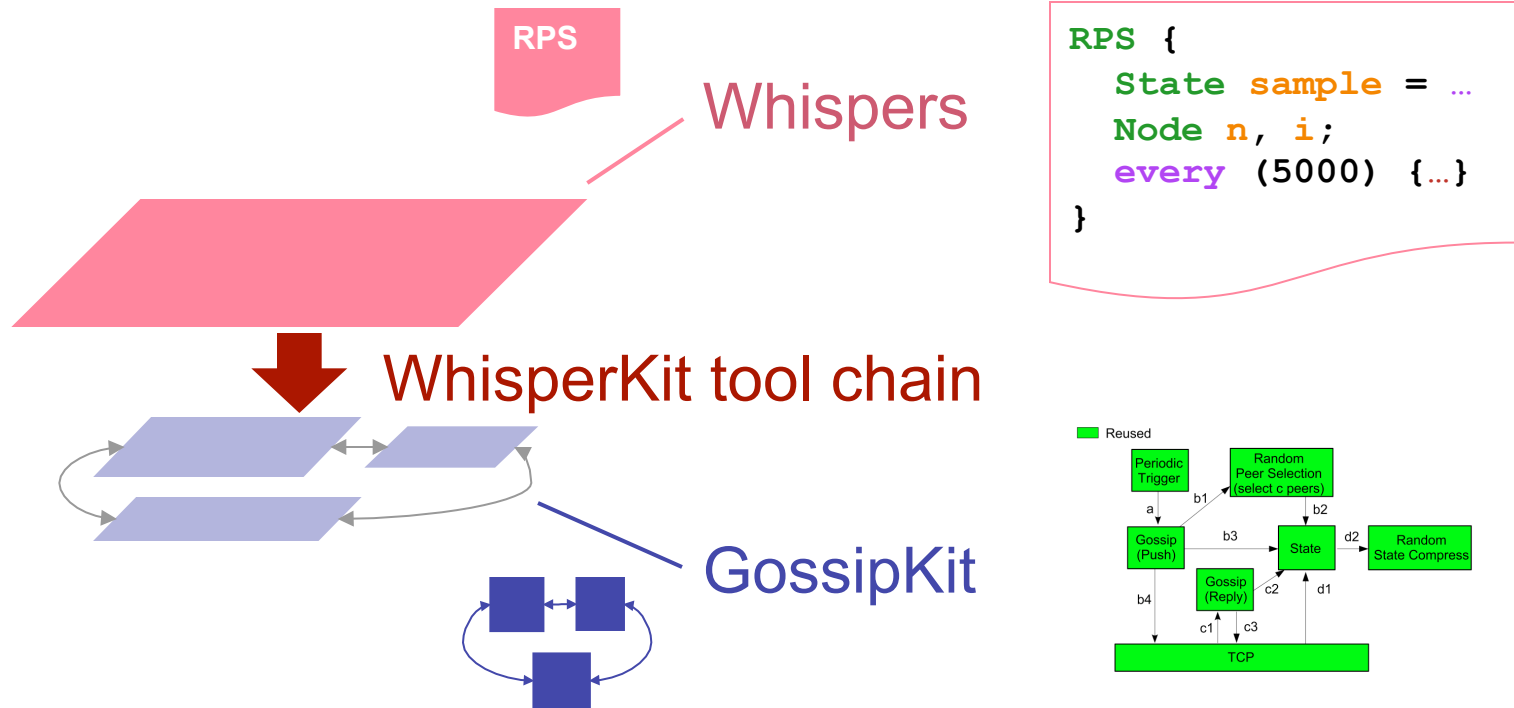 RPS
Whispers
RPS {
State sample = …
Node n, i;
every (5000) {…}
}
WhisperKit tool chain
GossipKit
Reused
Periodic
Trigger
Random
Peer Selection
(select c peers)
a
b1
b2
Gossip
(Push)
b3
State
d2
Random
State Compress
b4
Gossip
(Reply)
c2
d1
c1
c3
TCP